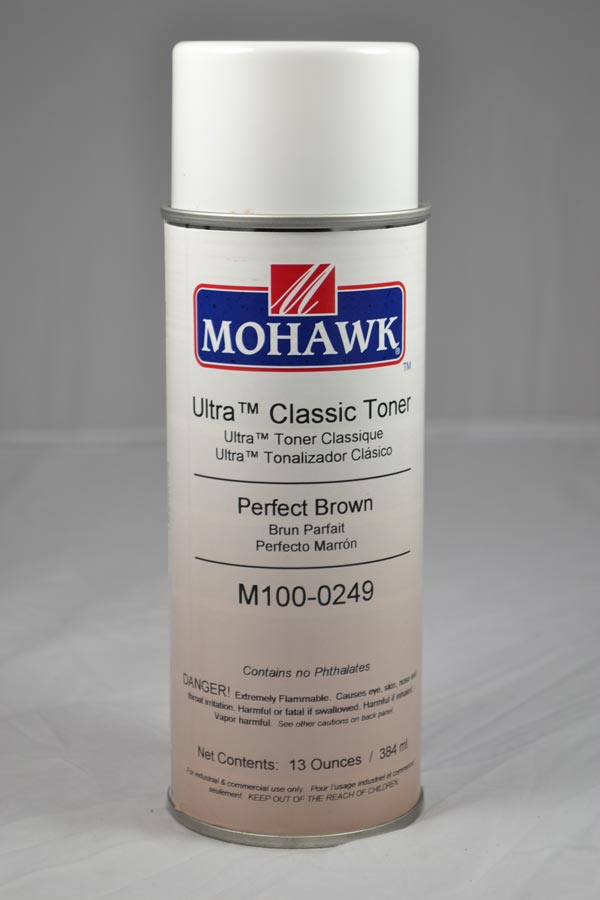 M
MOHAWK®
™
Ultra™ Classic Toner
Ultra™ Toner Classique
Ultra™ Tonalizador Clásico
Perfect Brown
Brun Parfait
Perfecto Marrón
M100-0249
Contains no Phthalates
DANGER! Extremely Flammable. Causes eye, skin, nose and
throat irritation. Harmful or fatal if swallowed. Harmful if inhaled.
Vapor harmful. See other cautions on back panel.
Net Contents: 13 Ounces / 384 ml
For industrial & commercial use only. Pour l'usage industriel et commercial
seulement. KEEP OUT OF THE REACH OF CHILDREN.